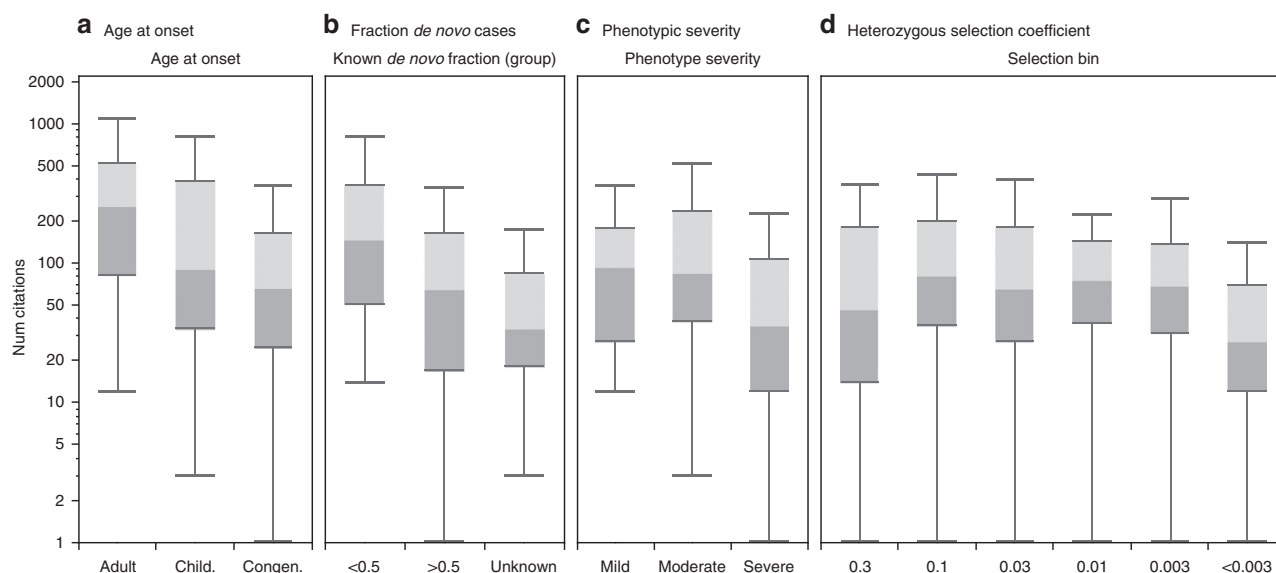 a Age at onset
Age at onset
b Fraction de novo cases
Known de novo fraction (group)
c Phenotypic severity
Phenotype severity
d Heterozygous selection coefficient
Selection bin
Num citations
2000
1000
500
200
100
50
20
10
5
2
1
Adult Child. Congen.
<0.5 >0.5 Unknown
Mild Moderate Severe
0.3 0.1 0.03 0.01 0.003 <0.003